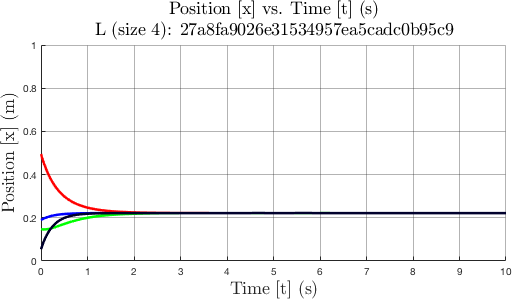 Position [x] vs. Time [t] (s)
L (size 4): 27a8fa9026e31534957ea5cadc0b95c9
Position [x] (m)
1
0.8
0.6
0.4
0.2
0
0 1 2 3 4 5 6 7 8 9 10
Time [t] (s)